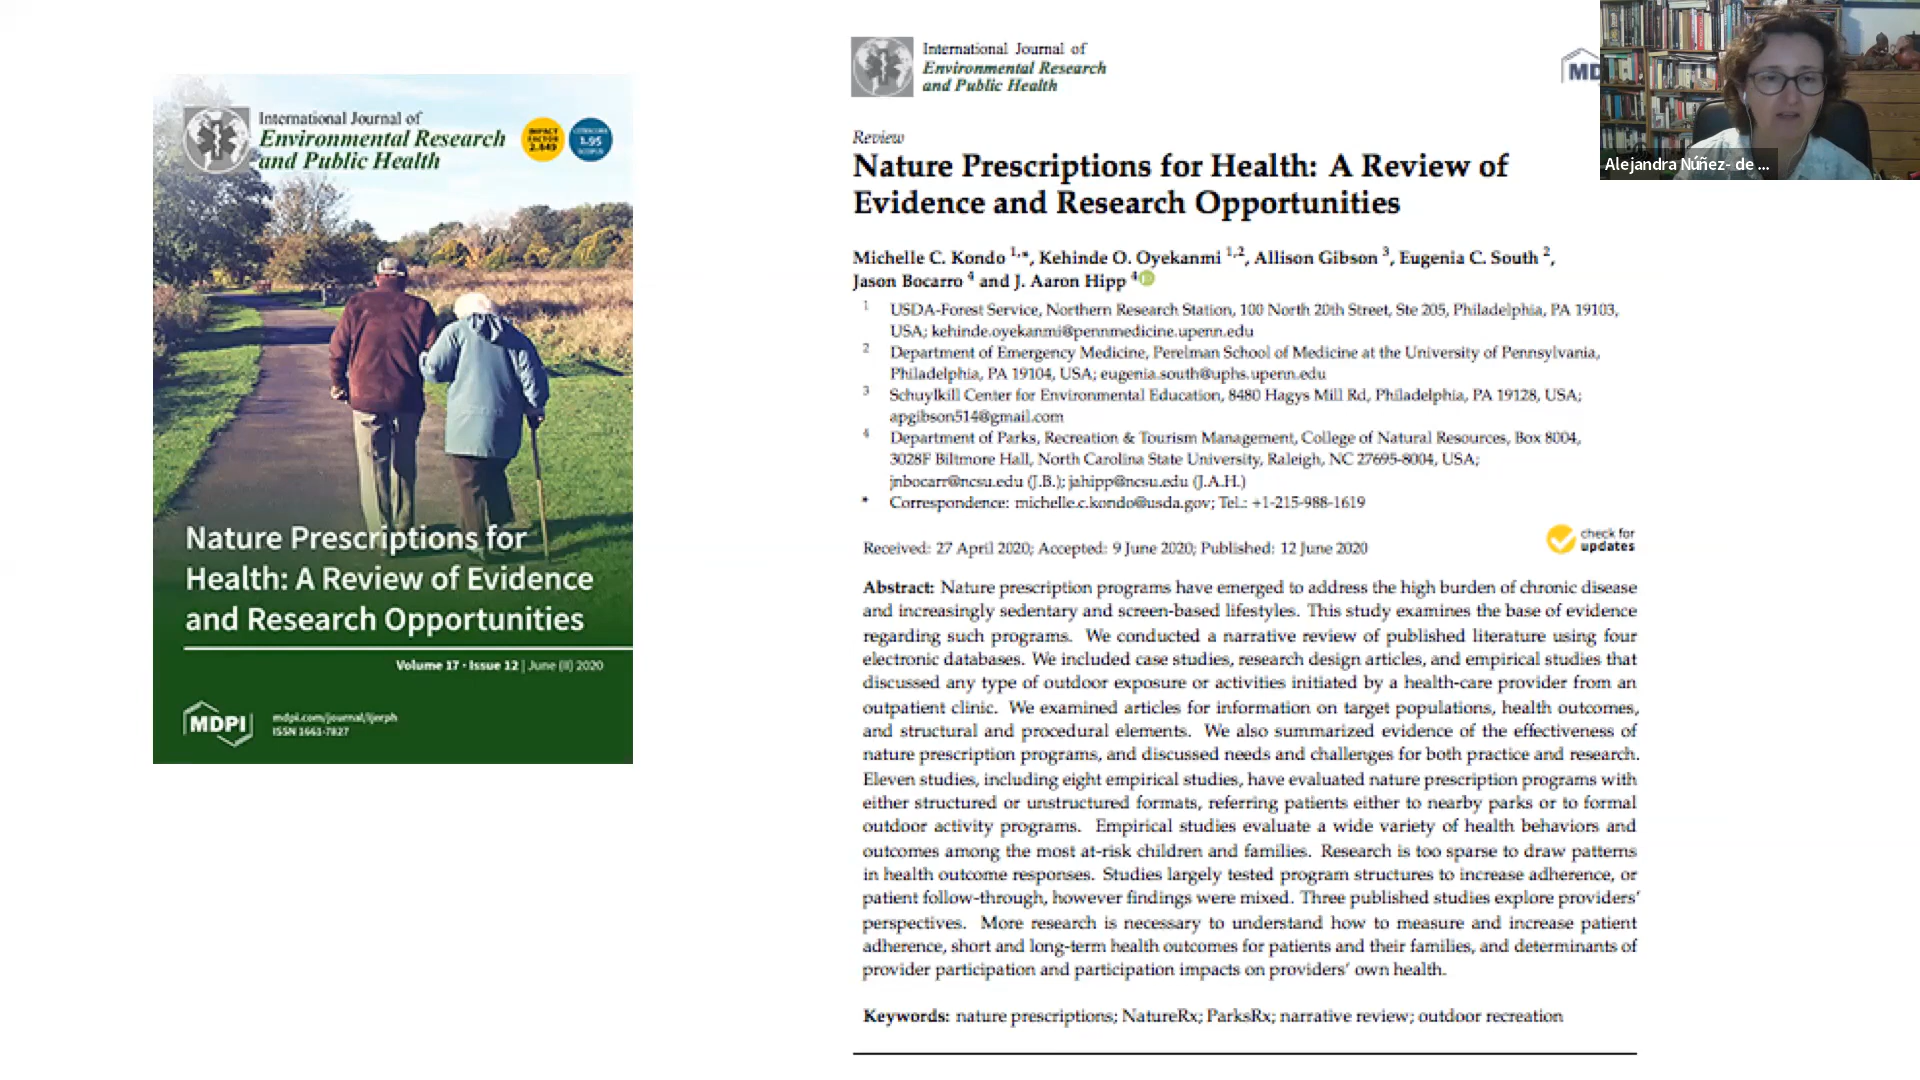 International Journal of
Environmental Research
and Public Health
IMPACT
FACTOR
2.849
CITESCORE
1.95
SCOPUS
Nature Prescriptions for
Health: A Review of Evidence
and Research Opportunities
Volume 17 · Issue 12 | June (II) 2020
MDPI
mdpi.com/journal/ijerph
ISSN 1661-7827
International Journal of
Environmental Research
and Public Health
MD
Review
Nature Prescriptions for Health: A Review of
Evidence and Research Opportunities
Michelle C. Kondo 1,*, Kehinde O. Oyekanmi 1,2, Allison Gibson 3, Eugenia C. South 2,
Jason Bocarro 4 and J. Aaron Hipp 4 iD
1 USDA-Forest Service, Northern Research Station, 100 North 20th Street, Ste 205, Philadelphia, PA 19103,
USA; kehinde.oyekanmi@pennmedicine.upenn.edu
2 Department of Emergency Medicine, Perelman School of Medicine at the University of Pennsylvania,
Philadelphia, PA 19104, USA; eugenia.south@uphs.upenn.edu
3 Schuylkill Center for Environmental Education, 8480 Hagys Mill Rd, Philadelphia, PA 19128, USA;
apgibson514@gmail.com
4 Department of Parks, Recreation & Tourism Management, College of Natural Resources, Box 8004,
3028F Biltmore Hall, North Carolina State University, Raleigh, NC 27695-8004, USA;
jnbocarr@ncsu.edu (J.B.); jahipp@ncsu.edu (J.A.H.)
* Correspondence: michelle.c.kondo@usda.gov; Tel.: +1-215-988-1619
Received: 27 April 2020; Accepted: 9 June 2020; Published: 12 June 2020
check for
updates
Abstract: Nature prescription programs have emerged to address the high burden of chronic disease
and increasingly sedentary and screen-based lifestyles. This study examines the base of evidence
regarding such programs. We conducted a narrative review of published literature using four
electronic databases. We included case studies, research design articles, and empirical studies that
discussed any type of outdoor exposure or activities initiated by a health-care provider from an
outpatient clinic. We examined articles for information on target populations, health outcomes,
and structural and procedural elements. We also summarized evidence of the effectiveness of
nature prescription programs, and discussed needs and challenges for both practice and research.
Eleven studies, including eight empirical studies, have evaluated nature prescription programs with
either structured or unstructured formats, referring patients either to nearby parks or to formal
outdoor activity programs. Empirical studies evaluate a wide variety of health behaviors and
outcomes among the most at-risk children and families. Research is too sparse to draw patterns
in health outcome responses. Studies largely tested program structures to increase adherence, or
patient follow-through, however findings were mixed. Three published studies explore providers'
perspectives. More research is necessary to understand how to measure and increase patient
adherence, short and long-term health outcomes for patients and their families, and determinants of
provider participation and participation impacts on providers' own health.
Keywords: nature prescriptions; NatureRx; ParksRx; narrative review; outdoor recreation
Alejandra Núñez- de ...